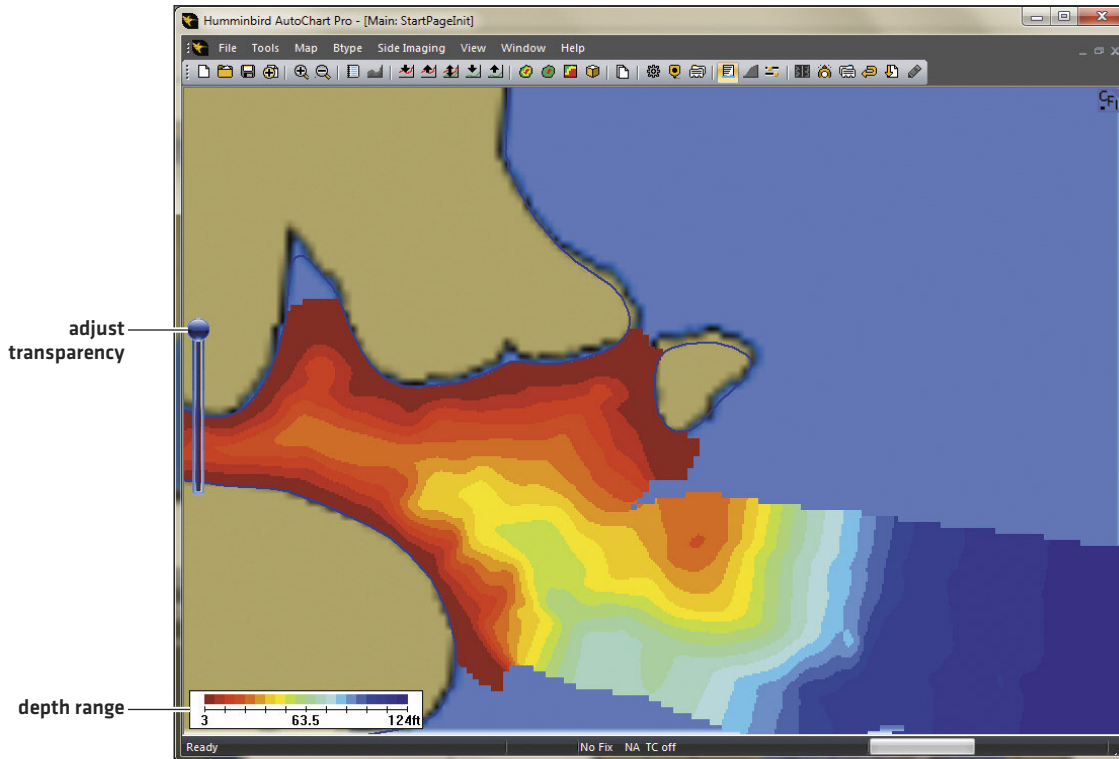 Humminbird AutoChart Pro - [Main: StartPageInit]
File Tools Map Btype Side Imaging View Window Help
adjust
transparency
depth range
3 63.5 124ft
Ready No Fix NA TC off